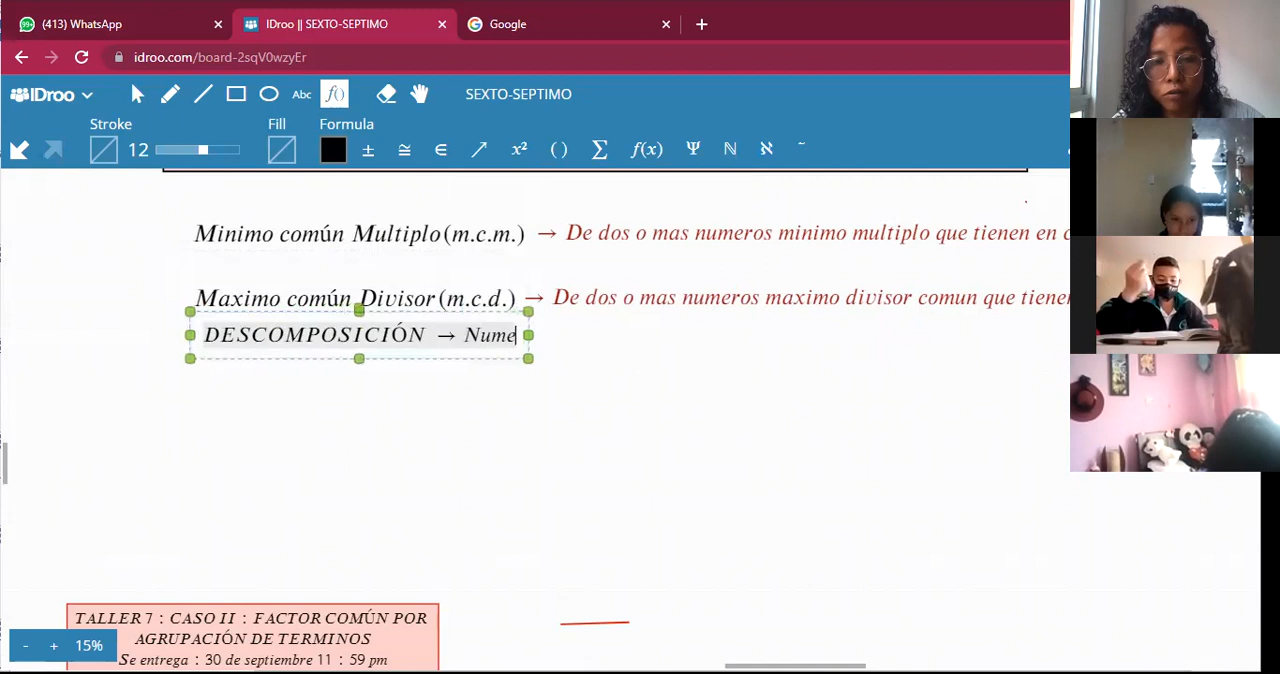 (413) WhatsApp
IDroo || SEXTO-SEPTIMO
Google
idroo.com/board-2sqV0wzyEr
IDroo
Abc
f()
SEXTO-SEPTIMO
Stroke
Fill
Formula
12
± ≅ ∈ x² ( ) ∑ f(x) Ψ ℕ ℵ ~
Minimo común Multiplo(m.c.m.) → De dos o mas numeros minimo multiplo que tienen en
Maximo común Divisor(m.c.d.) → De dos o mas numeros maximo divisor comun que tienen
DESCOMPOSICIÓN → Nume
TALLER 7 : CASO II : FACTOR COMÚN POR
AGRUPACIÓN DE TERMINOS
Se entrega : 30 de septiembre 11 : 59 pm
- + 15%